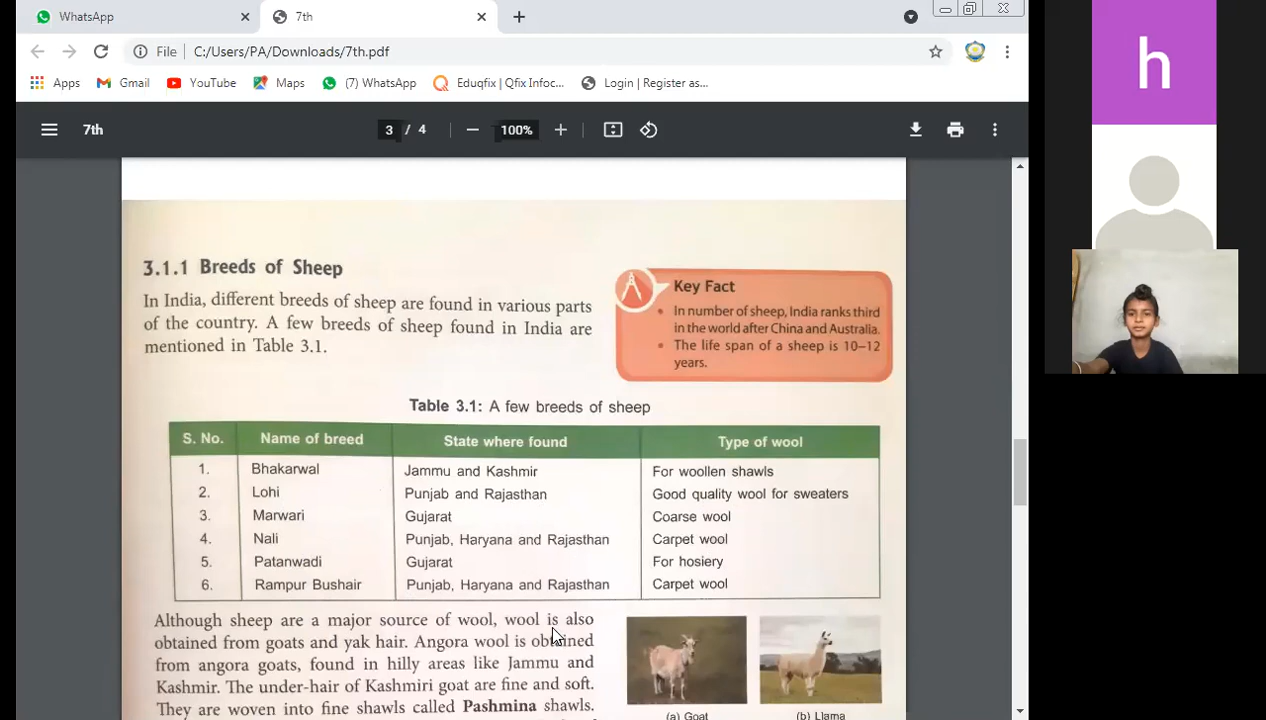 WhatsApp
7th
File
C:/Users/PA/Downloads/7th.pdf
Apps
Gmail
YouTube
Maps
(7) WhatsApp
Eduqfix | Qfix Infoc...
Login | Register as...
7th
3 / 4
100%
h
3.1.1 Breeds of Sheep
In India, different breeds of sheep are found in various parts
of the country. A few breeds of sheep found in India are
mentioned in Table 3.1.
Key Fact
• In number of sheep, India ranks third
in the world after China and Australia.
• The life span of a sheep is 10–12
years.
Table 3.1: A few breeds of sheep
S. No. Name of breed State where found Type of wool
1. Bhakarwal Jammu and Kashmir For woollen shawls
2. Lohi Punjab and Rajasthan Good quality wool for sweaters
3. Marwari Gujarat Coarse wool
4. Nali Punjab, Haryana and Rajasthan Carpet wool
5. Patanwadi Gujarat For hosiery
6. Rampur Bushair Punjab, Haryana and Rajasthan Carpet wool
Although sheep are a major source of wool, wool is also
obtained from goats and yak hair. Angora wool is obtained
from angora goats, found in hilly areas like Jammu and
Kashmir. The under-hair of Kashmiri goat are fine and soft.
They are woven into fine shawls called Pashmina shawls.
(a) Goat
(b) Llama